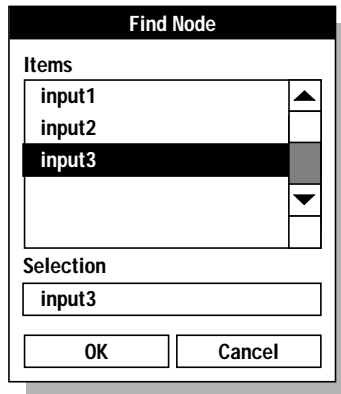 Find Node
Items
input1
input2
input3
Selection
input3
OK
Cancel